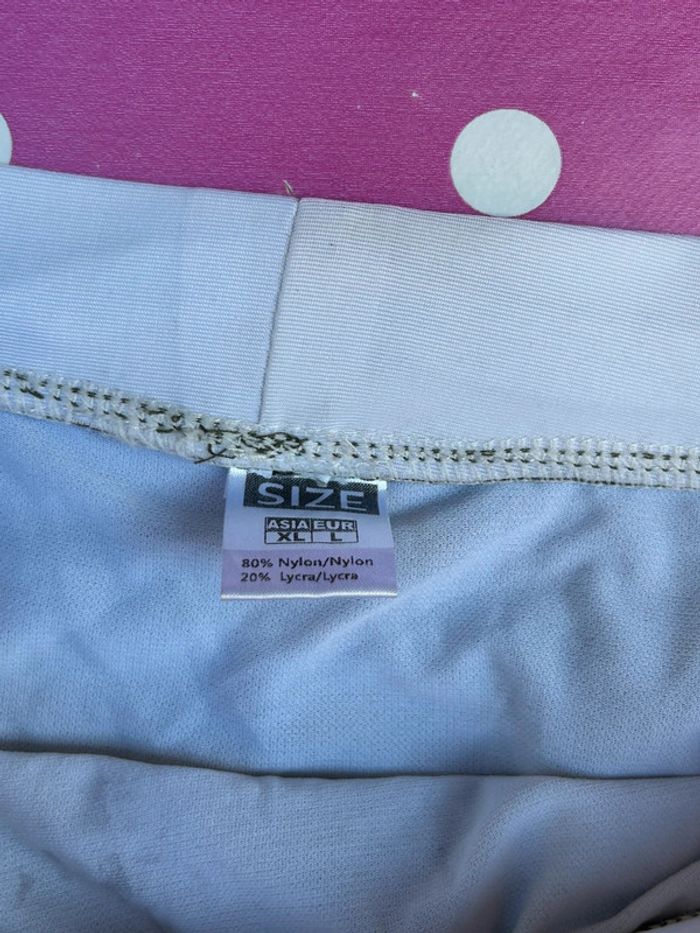 SIZE
ASIA EUR
XL L
80% Nylon/Nylon
20% Lycra/Lycra